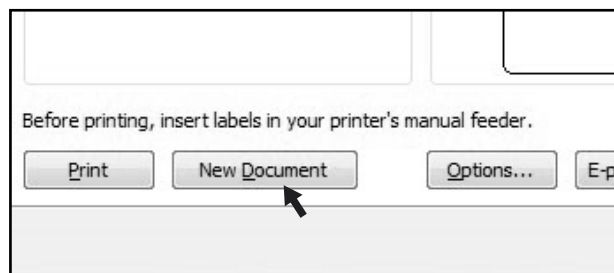 Before printing, insert labels in your printer's manual feeder.
Print New Document Options... E-p